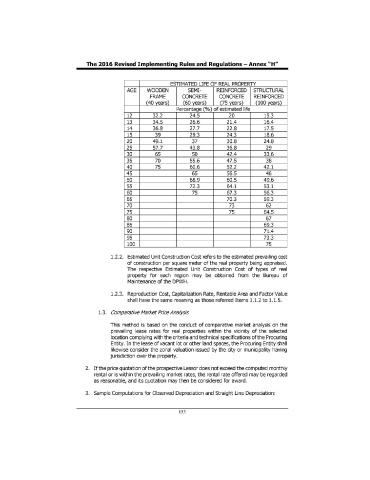 The 2016 Revised Implementing Rules and Regulations – Annex "H"
ESTIMATED LIFE OF REAL PROPERTY
AGE WOODEN FRAME (40 years) SEMI-CONCRETE (60 years) REINFORCED CONCRETE (75 years) STRUCTURAL REINFORCED (100 years)
Percentage (%) of estimated life
12 32.2 24.5 20 15.3
13 34.5 26.6 21.4 16.4
14 36.8 27.7 22.8 17.5
15 39 29.3 24.3 18.6
20 49.1 37 30.8 24.8
25 57.7 43.8 36.8 29
30 65 50 42.4 33.6
35 70 55.6 47.5 38
40 75 60.6 52.2 42.1
45 65 56.5 46
50 68.9 60.5 49.6
55 72.3 64.1 53.1
60 75 67.3 56.3
65 70.3 59.3
70 73 62
75 75 64.5
80 67
85 69.3
90 71.4
95 73.3
100 75
1.2.2. Estimated Unit Construction Cost refers to the estimated prevailing cost
of construction per square meter of the real property being appraised.
The respective Estimated Unit Construction Cost of types of real
property for each region may be obtained from the Bureau of
Maintenance of the DPWH.
1.2.3. Reproduction Cost, Capitalization Rate, Rentable Area and Factor Value
shall have the same meaning as those referred items 1.1.2 to 1.1.5.
1.3. Comparative Market Price Analysis
This method is based on the conduct of comparative market analysis on the
prevailing lease rates for real properties within the vicinity of the selected
location complying with the criteria and technical specifications of the Procuring
Entity. In the lease of vacant lot or other land spaces, the Procuring Entity shall
likewise consider the zonal valuation issued by the city or municipality having
jurisdiction over the property.
2. If the price quotation of the prospective Lessor does not exceed the computed monthly
rental or is within the prevailing market rates, the rental rate offered may be regarded
as reasonable, and its quotation may then be considered for award.
3. Sample Computations for Observed Depreciation and Straight Line Depreciation: